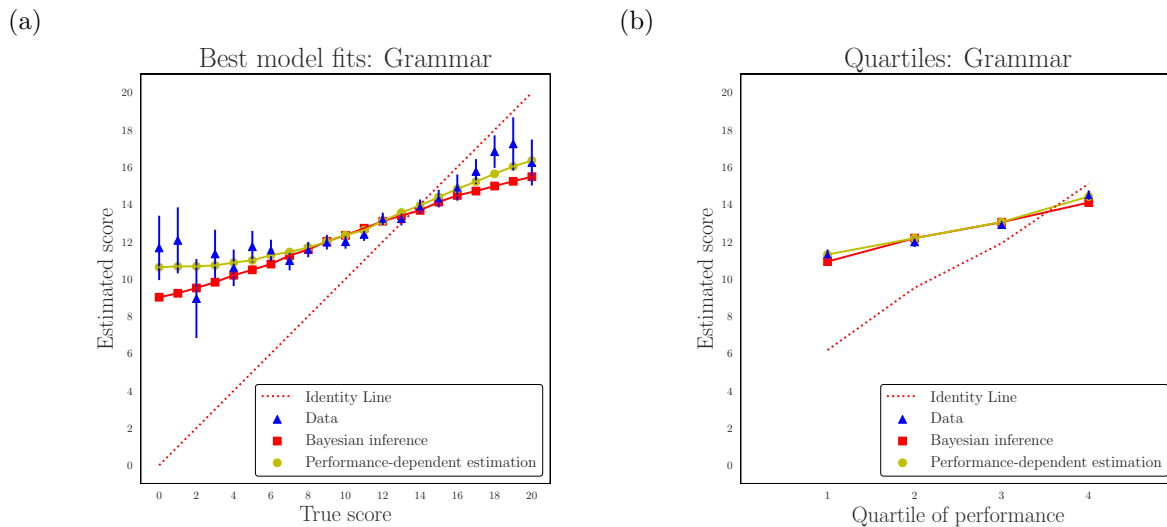 (a)
Best model fits: Grammar
Estimated score
20
18
16
14
12
10
8
6
4
2
0
Identity Line
Data
Bayesian inference
Performance-dependent estimation
0 2 4 6 8 10 12 14 16 18 20
True score
(b)
Quartiles: Grammar
Estimated score
20
18
16
14
12
10
8
6
4
2
0
Identity Line
Data
Bayesian inference
Performance-dependent estimation
1 2 3 4
Quartile of performance